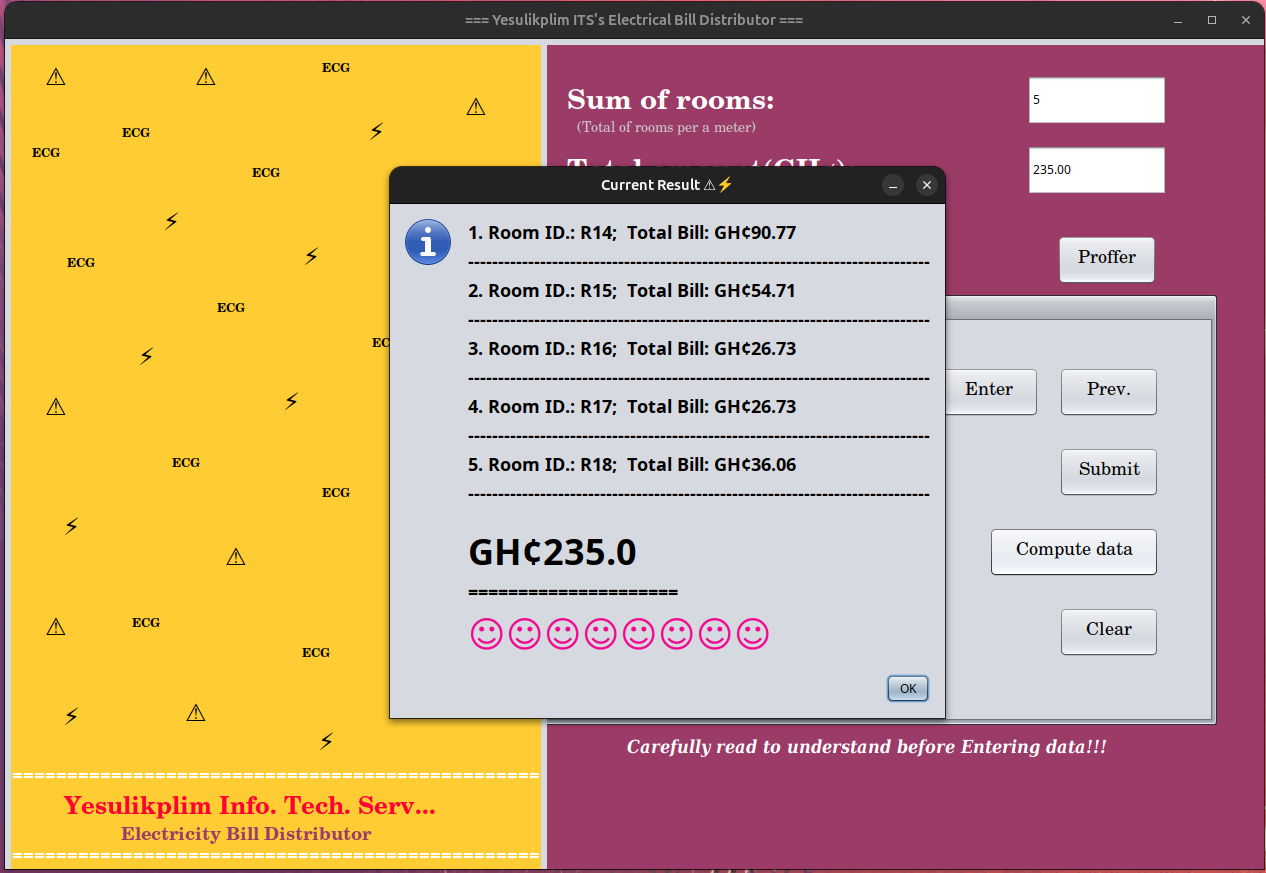 === Yesulikplim ITS's Electrical Bill Distributor ===
ECG
ECG
ECG
ECG
ECG
ECG
EC
ECG
ECG
ECG
ECG
======================================================
Yesulikplim Info. Tech. Serv...
Electricity Bill Distributor
======================================================
Sum of rooms:
5
(Total of rooms per a meter)
235.00
Proffer
Enter
Prev.
Submit
Compute data
Clear
Carefully read to understand before Entering data!!!
Current Result ⚠⚡
1. Room ID.: R14;  Total Bill: GH¢90.77
-----------------------------------------------------------------------------
2. Room ID.: R15;  Total Bill: GH¢54.71
-----------------------------------------------------------------------------
3. Room ID.: R16;  Total Bill: GH¢26.73
-----------------------------------------------------------------------------
4. Room ID.: R17;  Total Bill: GH¢26.73
-----------------------------------------------------------------------------
5. Room ID.: R18;  Total Bill: GH¢36.06
-----------------------------------------------------------------------------
GH¢235.0
=====================
☺☺☺☺☺☺☺☺
OK